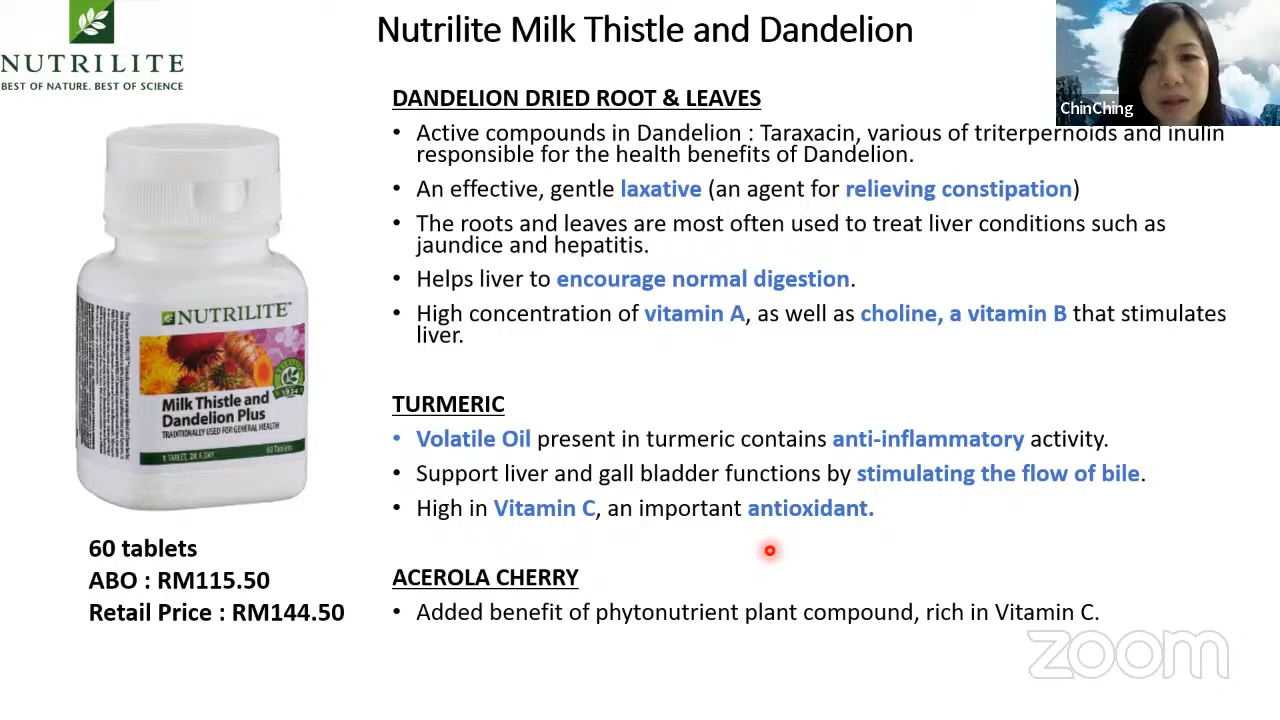 NUTRILITE
BEST OF NATURE. BEST OF SCIENCE
Nutrilite Milk Thistle and Dandelion
ChinChing
DANDELION DRIED ROOT & LEAVES
• Active compounds in Dandelion : Taraxacin, various of triterpernoids and inulin
responsible for the health benefits of Dandelion.
• An effective, gentle laxative (an agent for relieving constipation)
• The roots and leaves are most often used to treat liver conditions such as
jaundice and hepatitis.
• Helps liver to encourage normal digestion.
• High concentration of vitamin A, as well as choline, a vitamin B that stimulates
liver.
TURMERIC
• Volatile Oil present in turmeric contains anti-inflammatory activity.
• Support liver and gall bladder functions by stimulating the flow of bile.
• High in Vitamin C, an important antioxidant.
ACEROLA CHERRY
• Added benefit of phytonutrient plant compound, rich in Vitamin C.
NUTRILITE™
Milk Thistle and
Dandelion Plus
TRADITIONALLY USED FOR GENERAL HEALTH
1 TABLET, 2X A DAY
60 Tablets
60 tablets
ABO : RM115.50
Retail Price : RM144.50
zoom